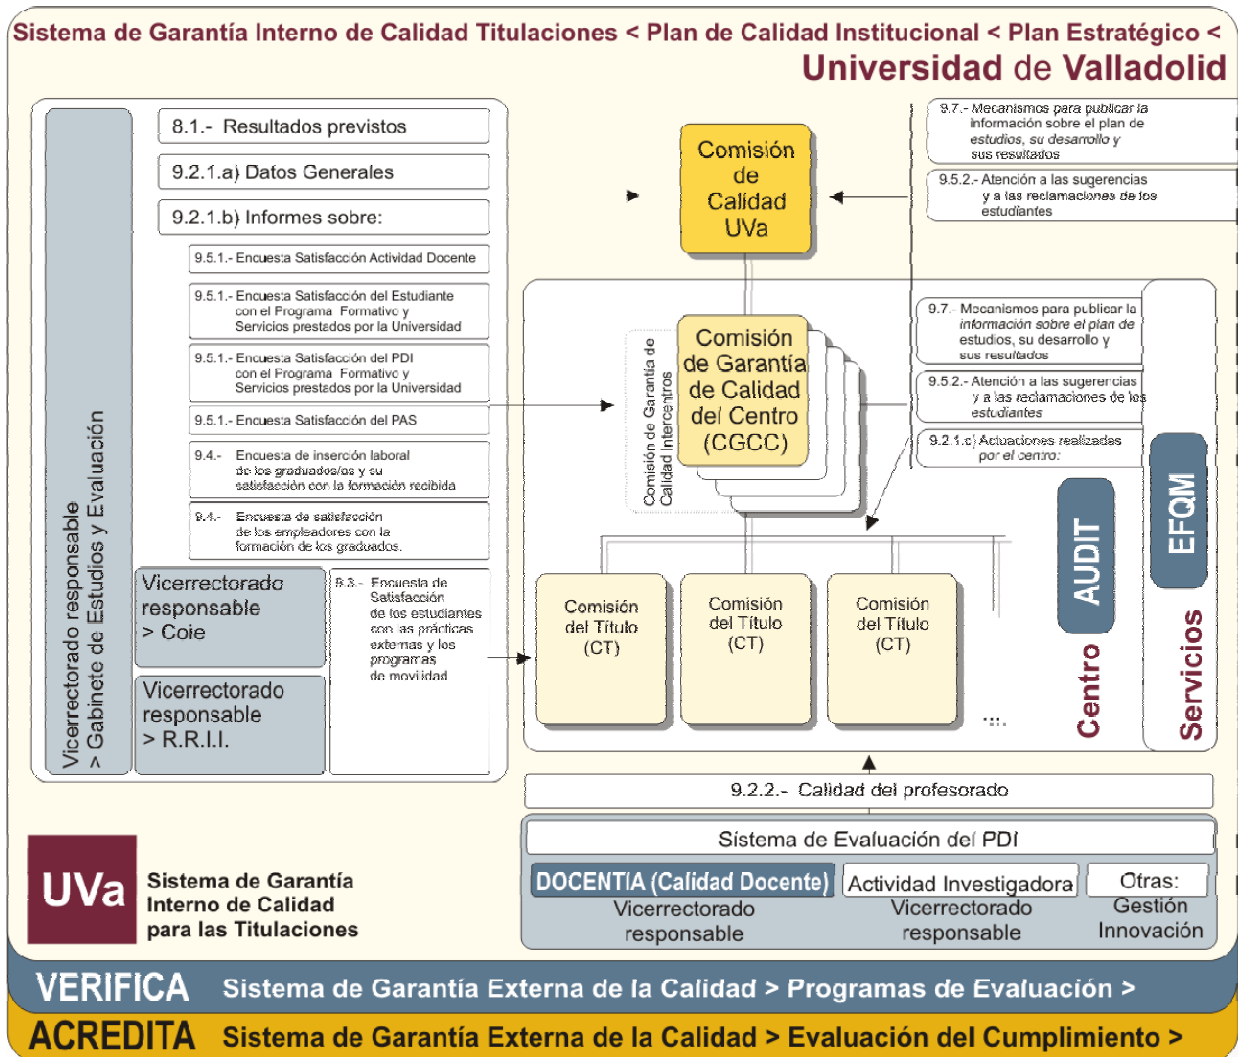 Sistema de Garantía Interno de Calidad Titulaciones < Plan de Calidad Institucional < Plan Estratégico <
Universidad de Valladolid
Vicerrectorado responsable
> Gabinete de Estudios y Evaluación
8.1.- Resultados previstos
9.2.1.a) Datos Generales
9.2.1.b) Informes sobre:
9.5.1.- Encuesta Satisfacción Actividad Docente
9.5.1.- Encuesta Satisfacción del Estudiante
con el Programa Formativo y
Servicios prestados por la Universidad
9.5.1.- Encuesta Satisfacción del PDI
con el Programa Formativo y
Servicios prestados por la Universidad
9.5.1.- Encuesta Satisfacción del PAS
9.4.- Encuesta de inserción laboral
de los graduados/as y su
satisfacción con la formación recibida
9.4.- Encuesta de satisfacción
de los empleadores con la
formación de los graduados.
Vicerrectorado
responsable
> Coie
Vicerrectorado
responsable
> R.R.I.I.
9.3.- Encuesta de
Satisfacción
de los estudiantes
con las prácticas
externas y los
programas
de movilidad
Comisión
de
Calidad
UVa
9.7.- Mecanismos para publicar la
información sobre el plan de
estudios, su desarrollo y
sus resultados
9.5.2.- Atención a las sugerencias
y a las reclamaciones de los
estudiantes
Comisión de Garantía de
Calidad Intercentros
Comisión
de Garantía
de Calidad
del Centro
(CGCC)
9.7.- Mecanismos para publicar la
información sobre el plan de
estudios, su desarrollo y
sus resultados
9.5.2.- Atención a las sugerencias
y a las reclamaciones de los
estudiantes
9.2.1.c) Actuaciones realizadas
por el centro:
Comisión
del Título
(CT)
Comisión
del Título
(CT)
Comisión
del Título
(CT)
....
Centro
AUDIT
Servicios
EFQM
9.2.2.- Calidad del profesorado
Sistema de Evaluación del PDI
DOCENTIA (Calidad Docente)
Vicerrectorado
responsable
Actividad Investigadora
Vicerrectorado
responsable
Otras:
Gestión
Innovación
UVa
Sistema de Garantía
Interno de Calidad
para las Titulaciones
VERIFICA Sistema de Garantía Externa de la Calidad > Programas de Evaluación >
ACREDITA Sistema de Garantía Externa de la Calidad > Evaluación del Cumplimiento >